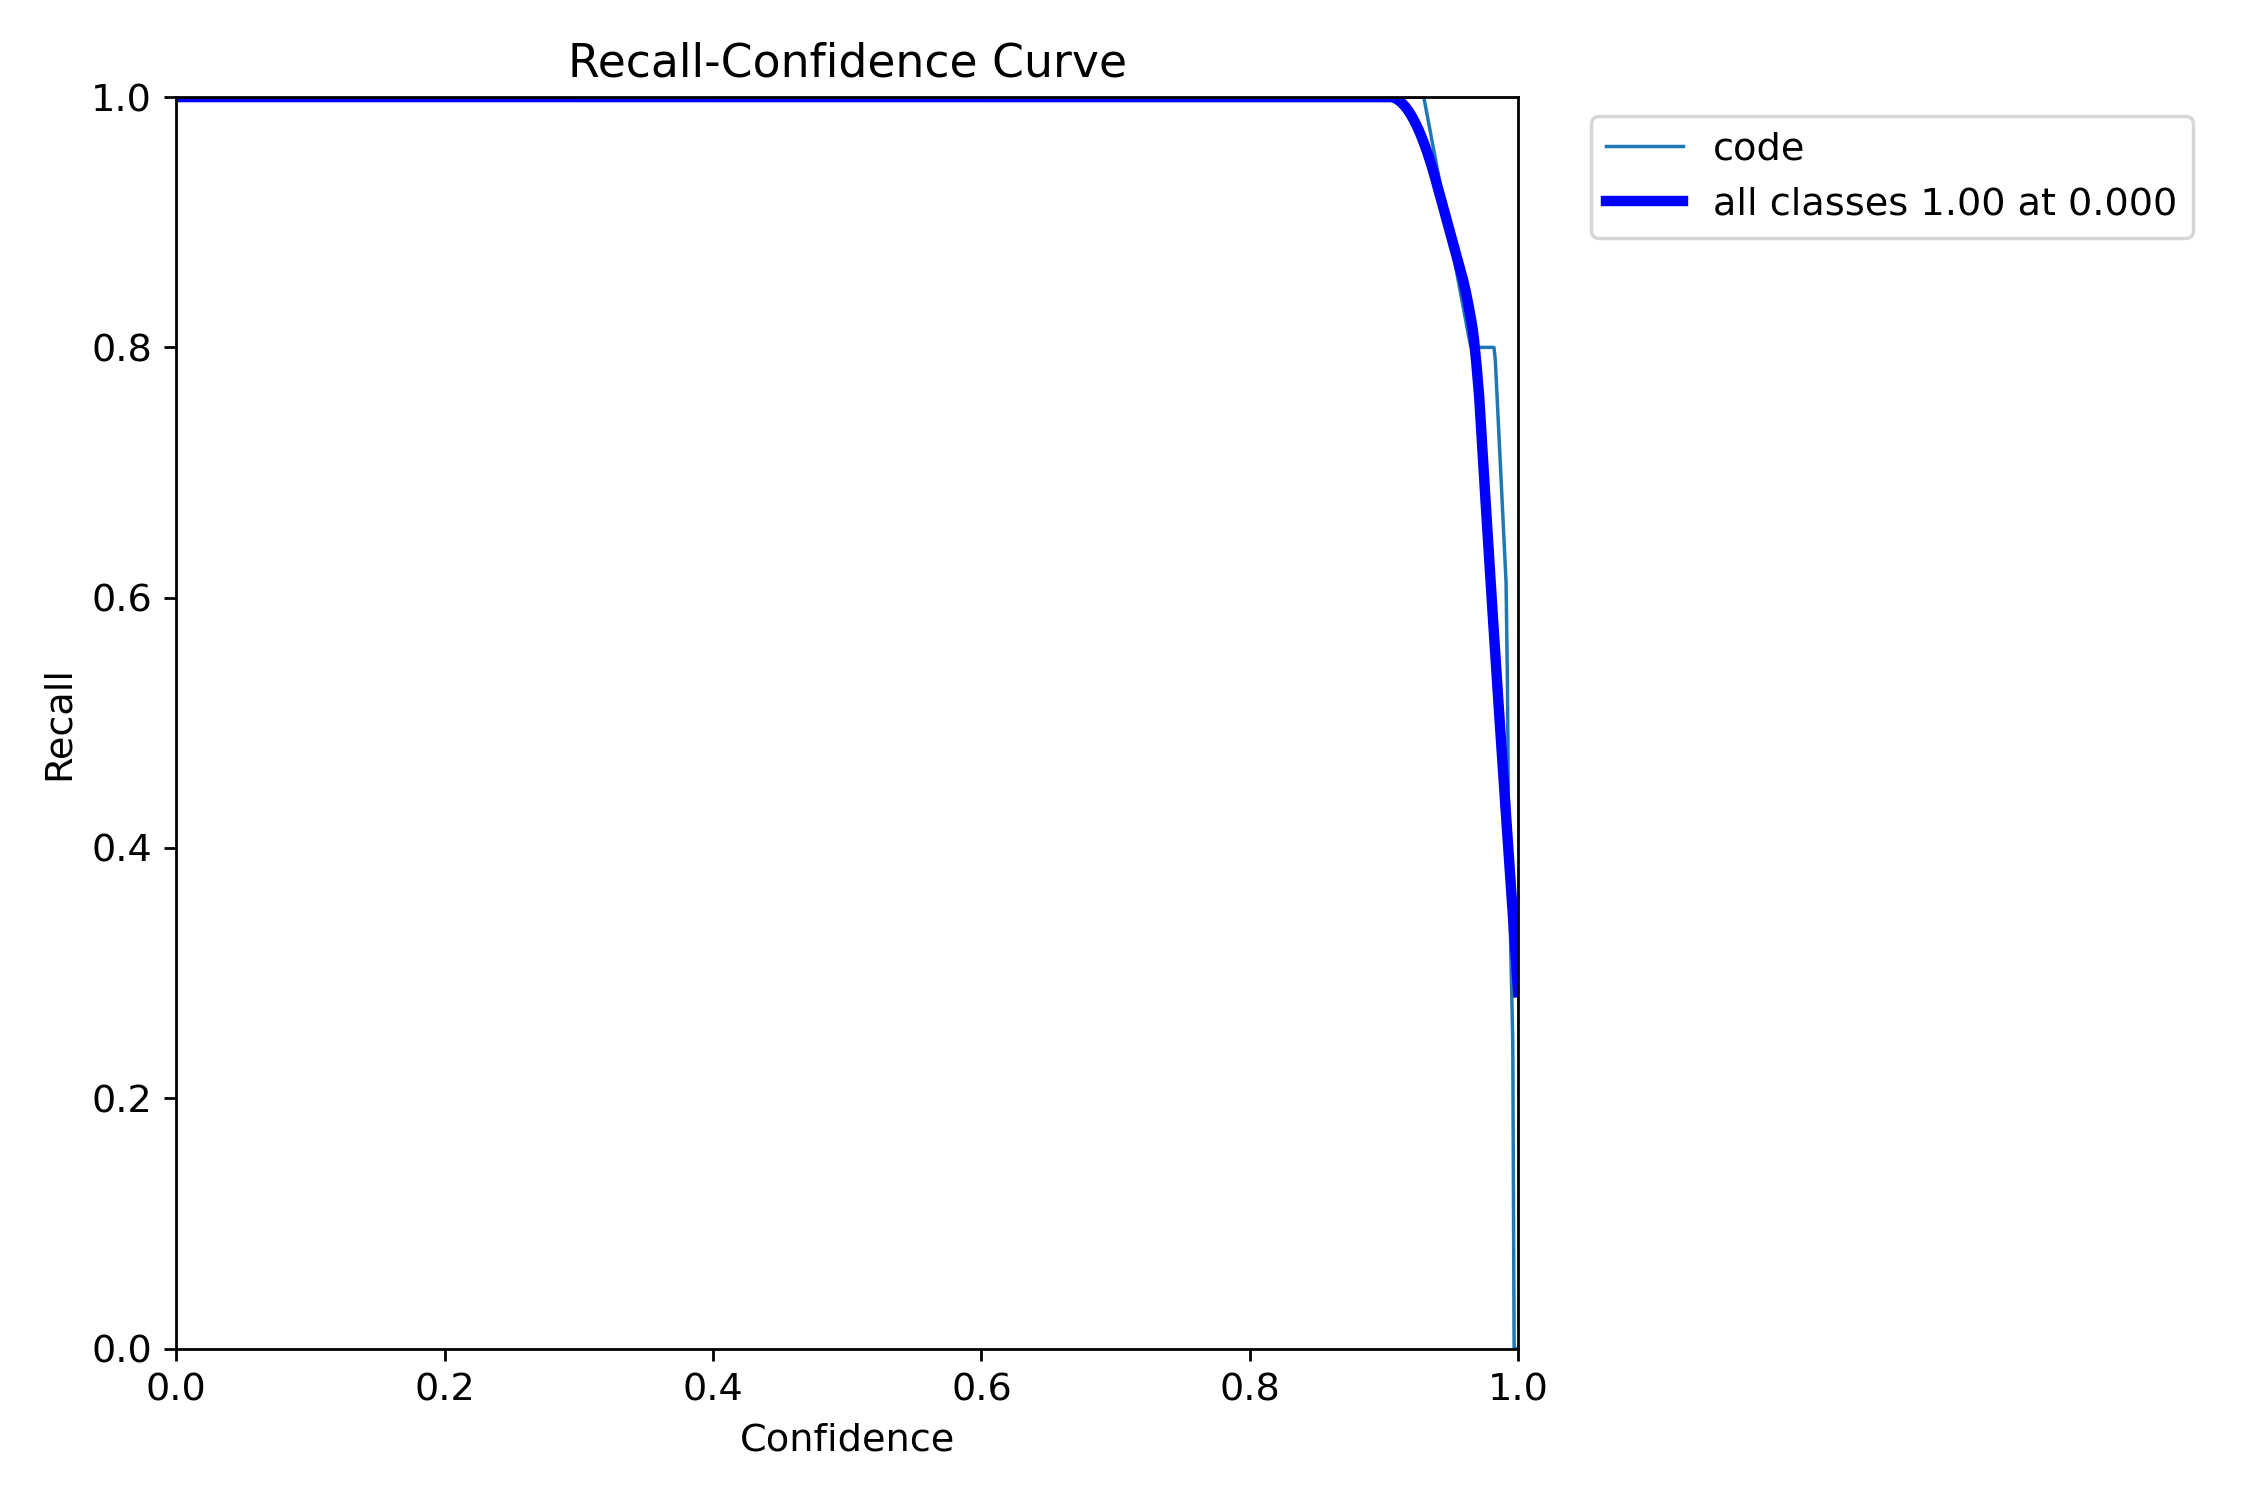 Recall-Confidence Curve
code
all classes 1.00 at 0.000
1.0
0.8
0.6
0.4
0.2
0.0
Recall
0.0 0.2 0.4 0.6 0.8 1.0
Confidence